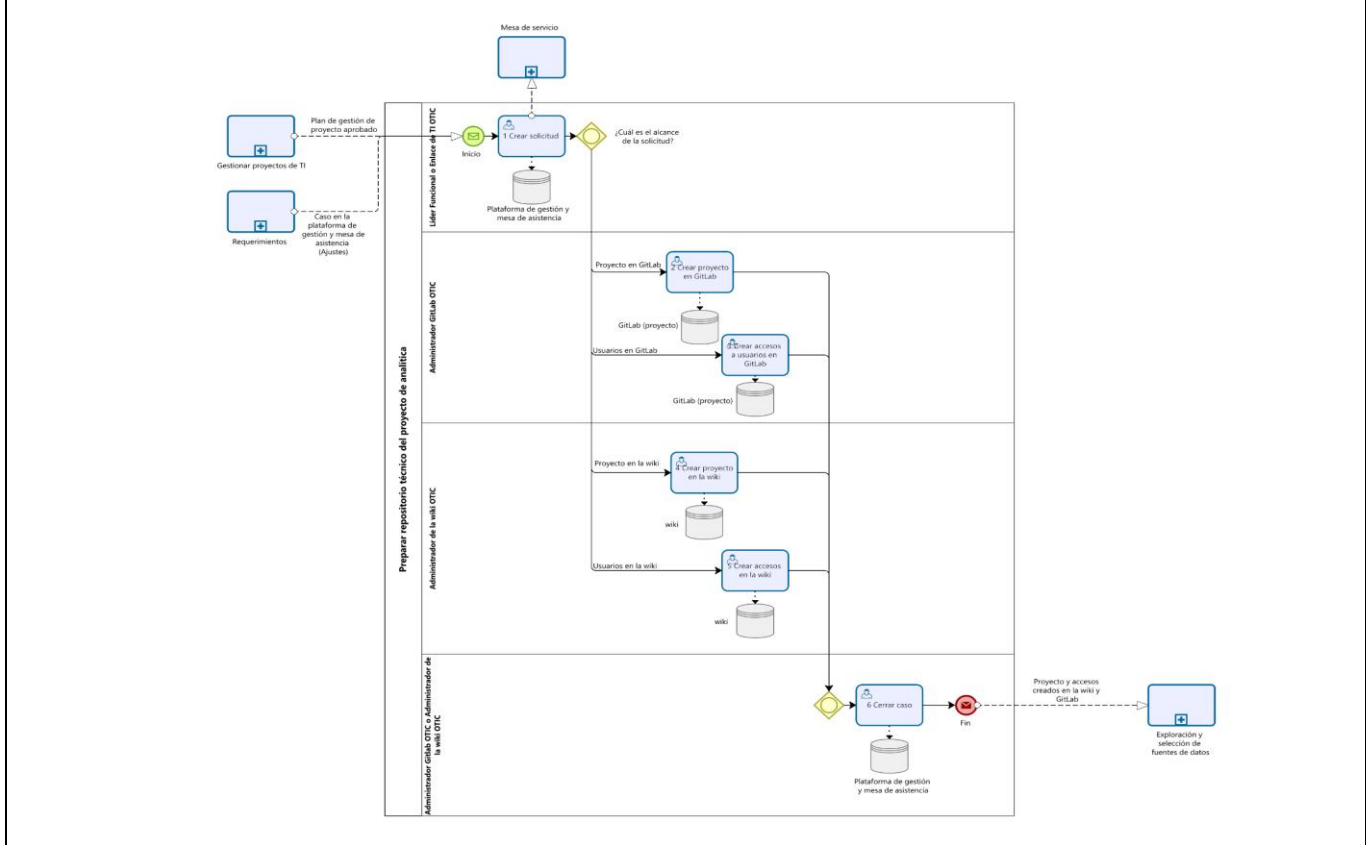 Mesa de servicio
Plan de gestión de
proyecto aprobado
Gestionar proyectos de TI
Caso en la
plataforma de
gestión y mesa de
asistencia
(Ajustes)
Requerimientos
Preparar repositorio técnico del proyecto de analítica
Líder Funcional o Enlace de TI OTIC
Inicio
1 Crear solicitud
¿Cuál es el alcance
de la solicitud?
Plataforma de gestión y
mesa de asistencia
Administrador GitLab OTIC
Proyecto en GitLab
2 Crear proyecto
en GitLab
GitLab (proyecto)
Usuarios en GitLab
Crear accesos
a usuarios en
GitLab
GitLab (proyecto)
Administrador de la wiki OTIC
Proyecto en la wiki
4 Crear proyecto
en la wiki
wiki
Usuarios en la wiki
5 Crear accesos
en la wiki
wiki
Administrador Gitlab OTIC o Administrador de
la wiki OTIC
6 Cerrar caso
Fin
Plataforma de gestión
y mesa de asistencia
Proyecto y accesos
creados en la wiki y
GitLab
Exploración y
selección de
fuentes de datos